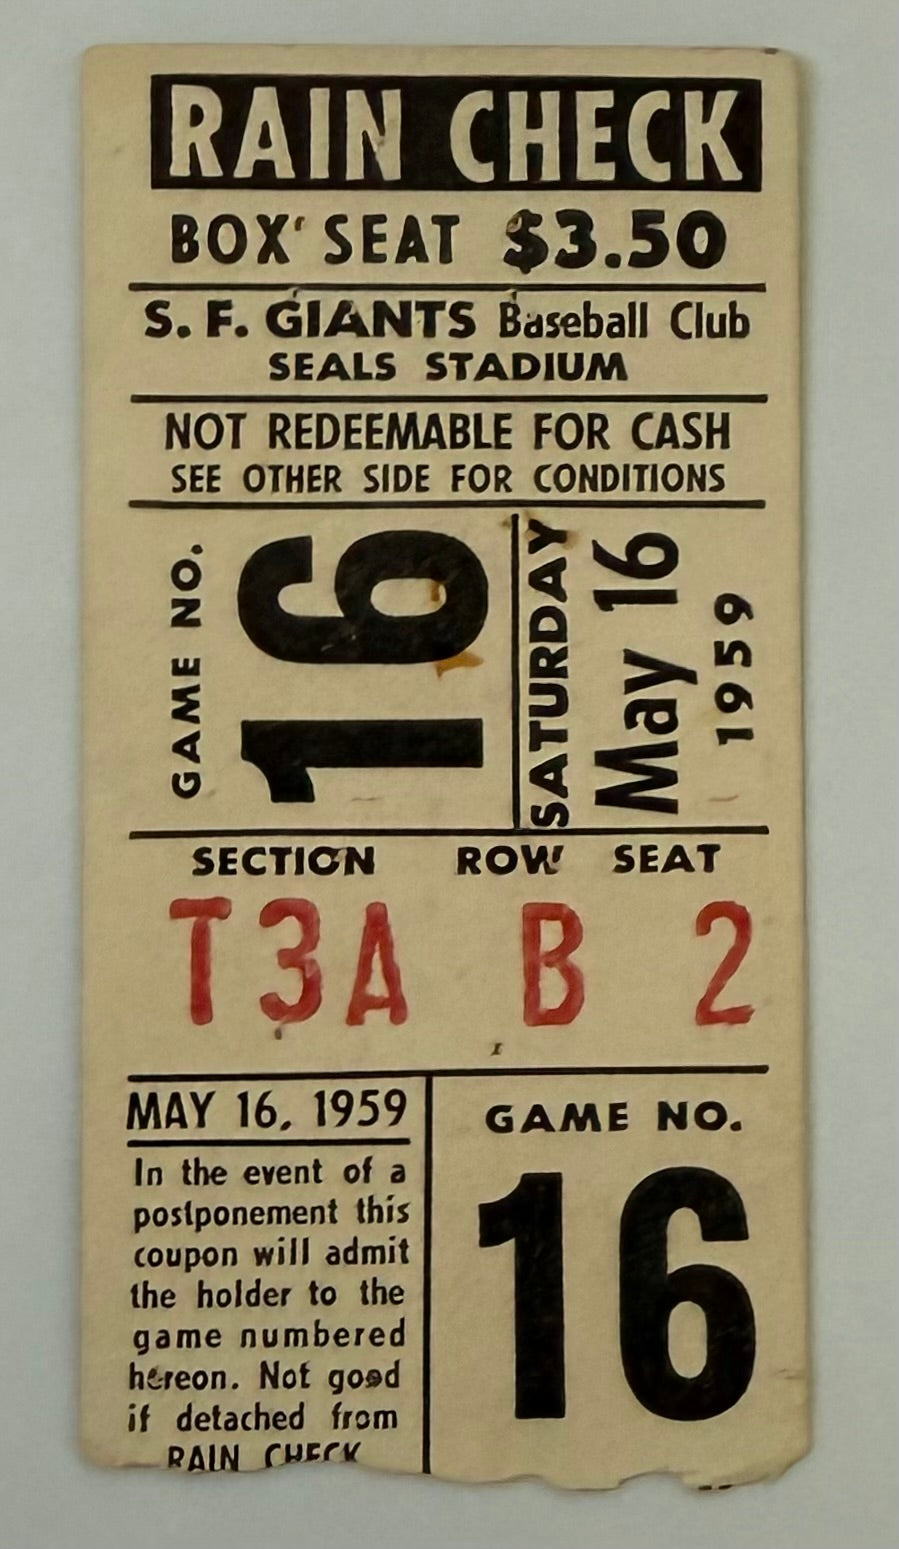 RAIN CHECK
BOX SEAT $3.50
S. F. GIANTS Baseball Club
SEALS STADIUM
NOT REDEEMABLE FOR CASH
SEE OTHER SIDE FOR CONDITIONS
GAME NO.
16
SATURDAY
May 16
1959
SECTION ROW SEAT
T3A B 2
MAY 16, 1959
In the event of a
postponement this
coupon will admit
the holder to the
game numbered
hereon. Not good
if detached from
RAIN CHECK
GAME NO.
16